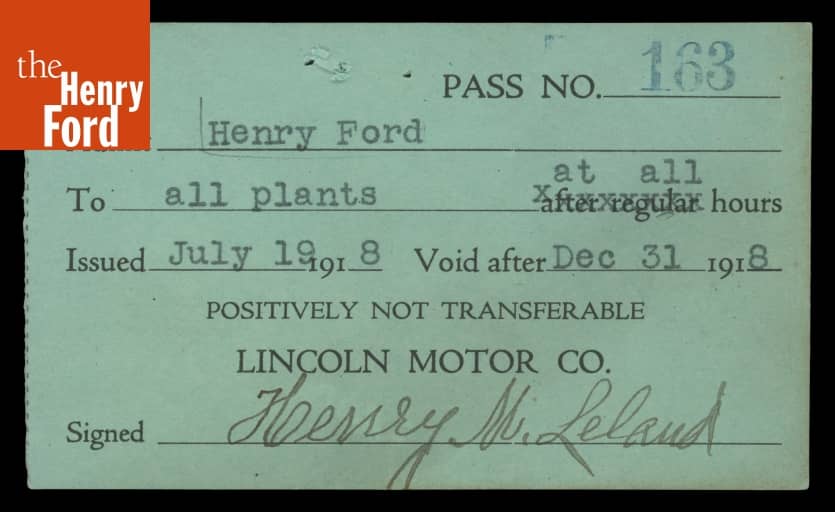 the
Henry
Ford
PASS NO. 163
Henry Ford
at all
To all plants after regular hours
Issued July 19 1918 Void after Dec 31 1918
POSITIVELY NOT TRANSFERABLE
LINCOLN MOTOR CO.
Signed Henry M. Leland